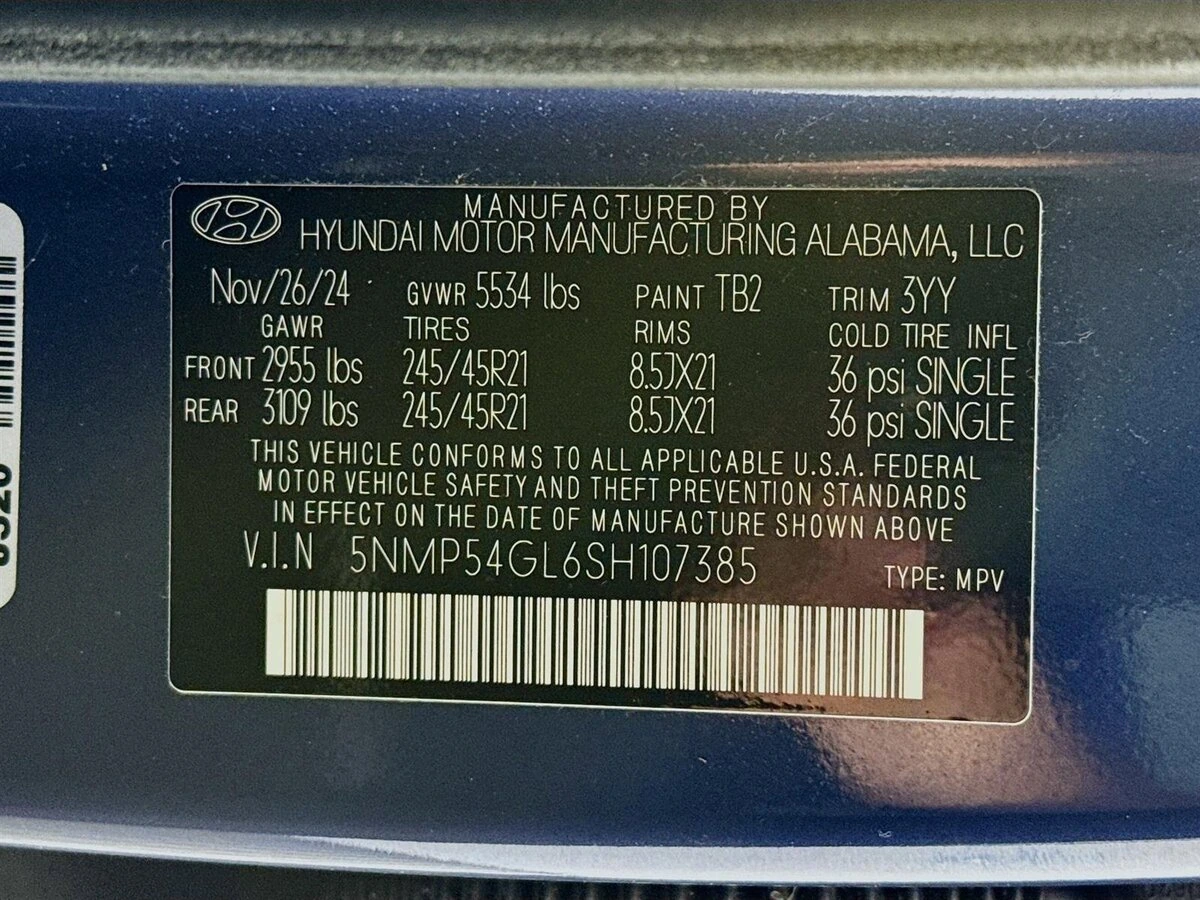 MANUFACTURED BY
HYUNDAI MOTOR MANUFACTURING ALABAMA, LLC
Nov/26/24 GVWR 5534 lbs PAINT TB2 TRIM 3YY
GAWR TIRES RIMS COLD TIRE INFL
FRONT 2955 lbs 245/45R21 8.5JX21 36 psi SINGLE
REAR 3109 lbs 245/45R21 8.5JX21 36 psi SINGLE
THIS VEHICLE CONFORMS TO ALL APPLICABLE U.S.A. FEDERAL
MOTOR VEHICLE SAFETY AND THEFT PREVENTION STANDARDS
IN EFFECT ON THE DATE OF MANUFACTURE SHOWN ABOVE
V.I.N 5NMP54GL6SH107385 TYPE: MPV